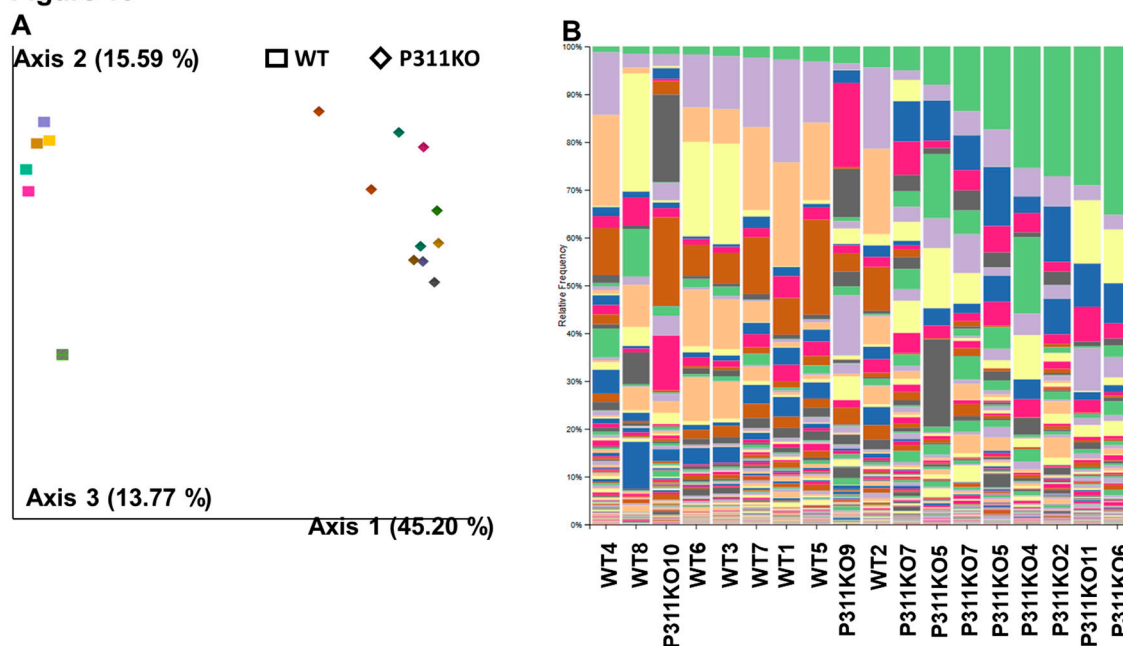 A
Axis 2 (15.59 %)
WT
P311KO
Axis 3 (13.77 %)
Axis 1 (45.20 %)
B
100%
90%
80%
70%
60%
50%
40%
30%
20%
10%
0%
Relative Frequency
WT4
WT8
P311KO10
WT6
WT3
WT7
WT1
WT5
P311KO9
WT2
P311KO7
P311KO5
P311KO7
P311KO5
P311KO4
P311KO2
P311KO11
P311KO6